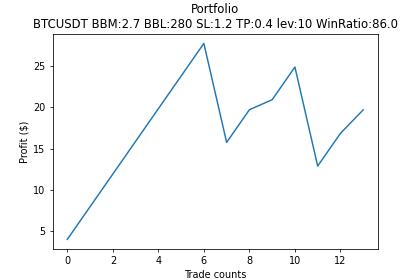 Portfolio
BTCUSDT BBM:2.7 BBL:280 SL:1.2 TP:0.4 lev:10 WinRatio:86.0
25
20
15
10
5
Profit ($)
0 2 4 6 8 10 12
Trade counts